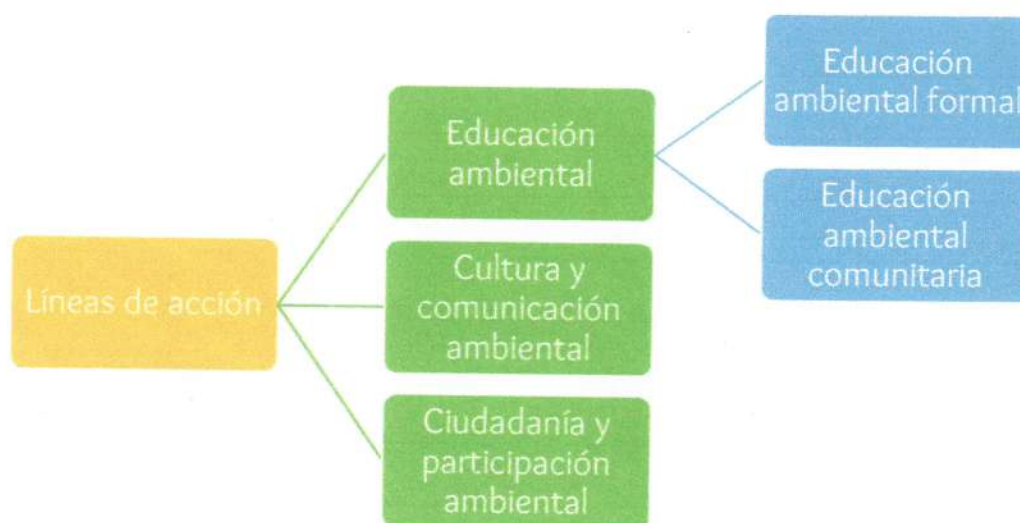 Líneas de acción
Educación
ambiental
Cultura y
comunicación
ambiental
Ciudadanía y
participación
ambiental
Educación
ambiental formal
Educación
ambiental
comunitaria